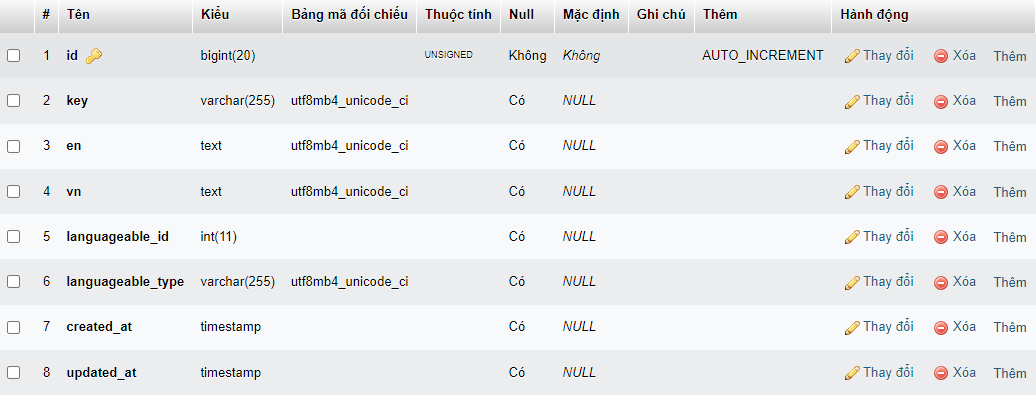 # Tên Kiểu Bảng mã đối chiếu Thuộc tính Null Mặc định Ghi chú Thêm Hành động
1 id bigint(20) UNSIGNED Không Không AUTO_INCREMENT Thay đổi Xóa Thêm
2 key varchar(255) utf8mb4_unicode_ci Có NULL Thay đổi Xóa Thêm
3 en text utf8mb4_unicode_ci Có NULL Thay đổi Xóa Thêm
4 vn text utf8mb4_unicode_ci Có NULL Thay đổi Xóa Thêm
5 languageable_id int(11) Có NULL Thay đổi Xóa Thêm
6 languageable_type varchar(255) utf8mb4_unicode_ci Có NULL Thay đổi Xóa Thêm
7 created_at timestamp Có NULL Thay đổi Xóa Thêm
8 updated_at timestamp Có NULL Thay đổi Xóa Thêm